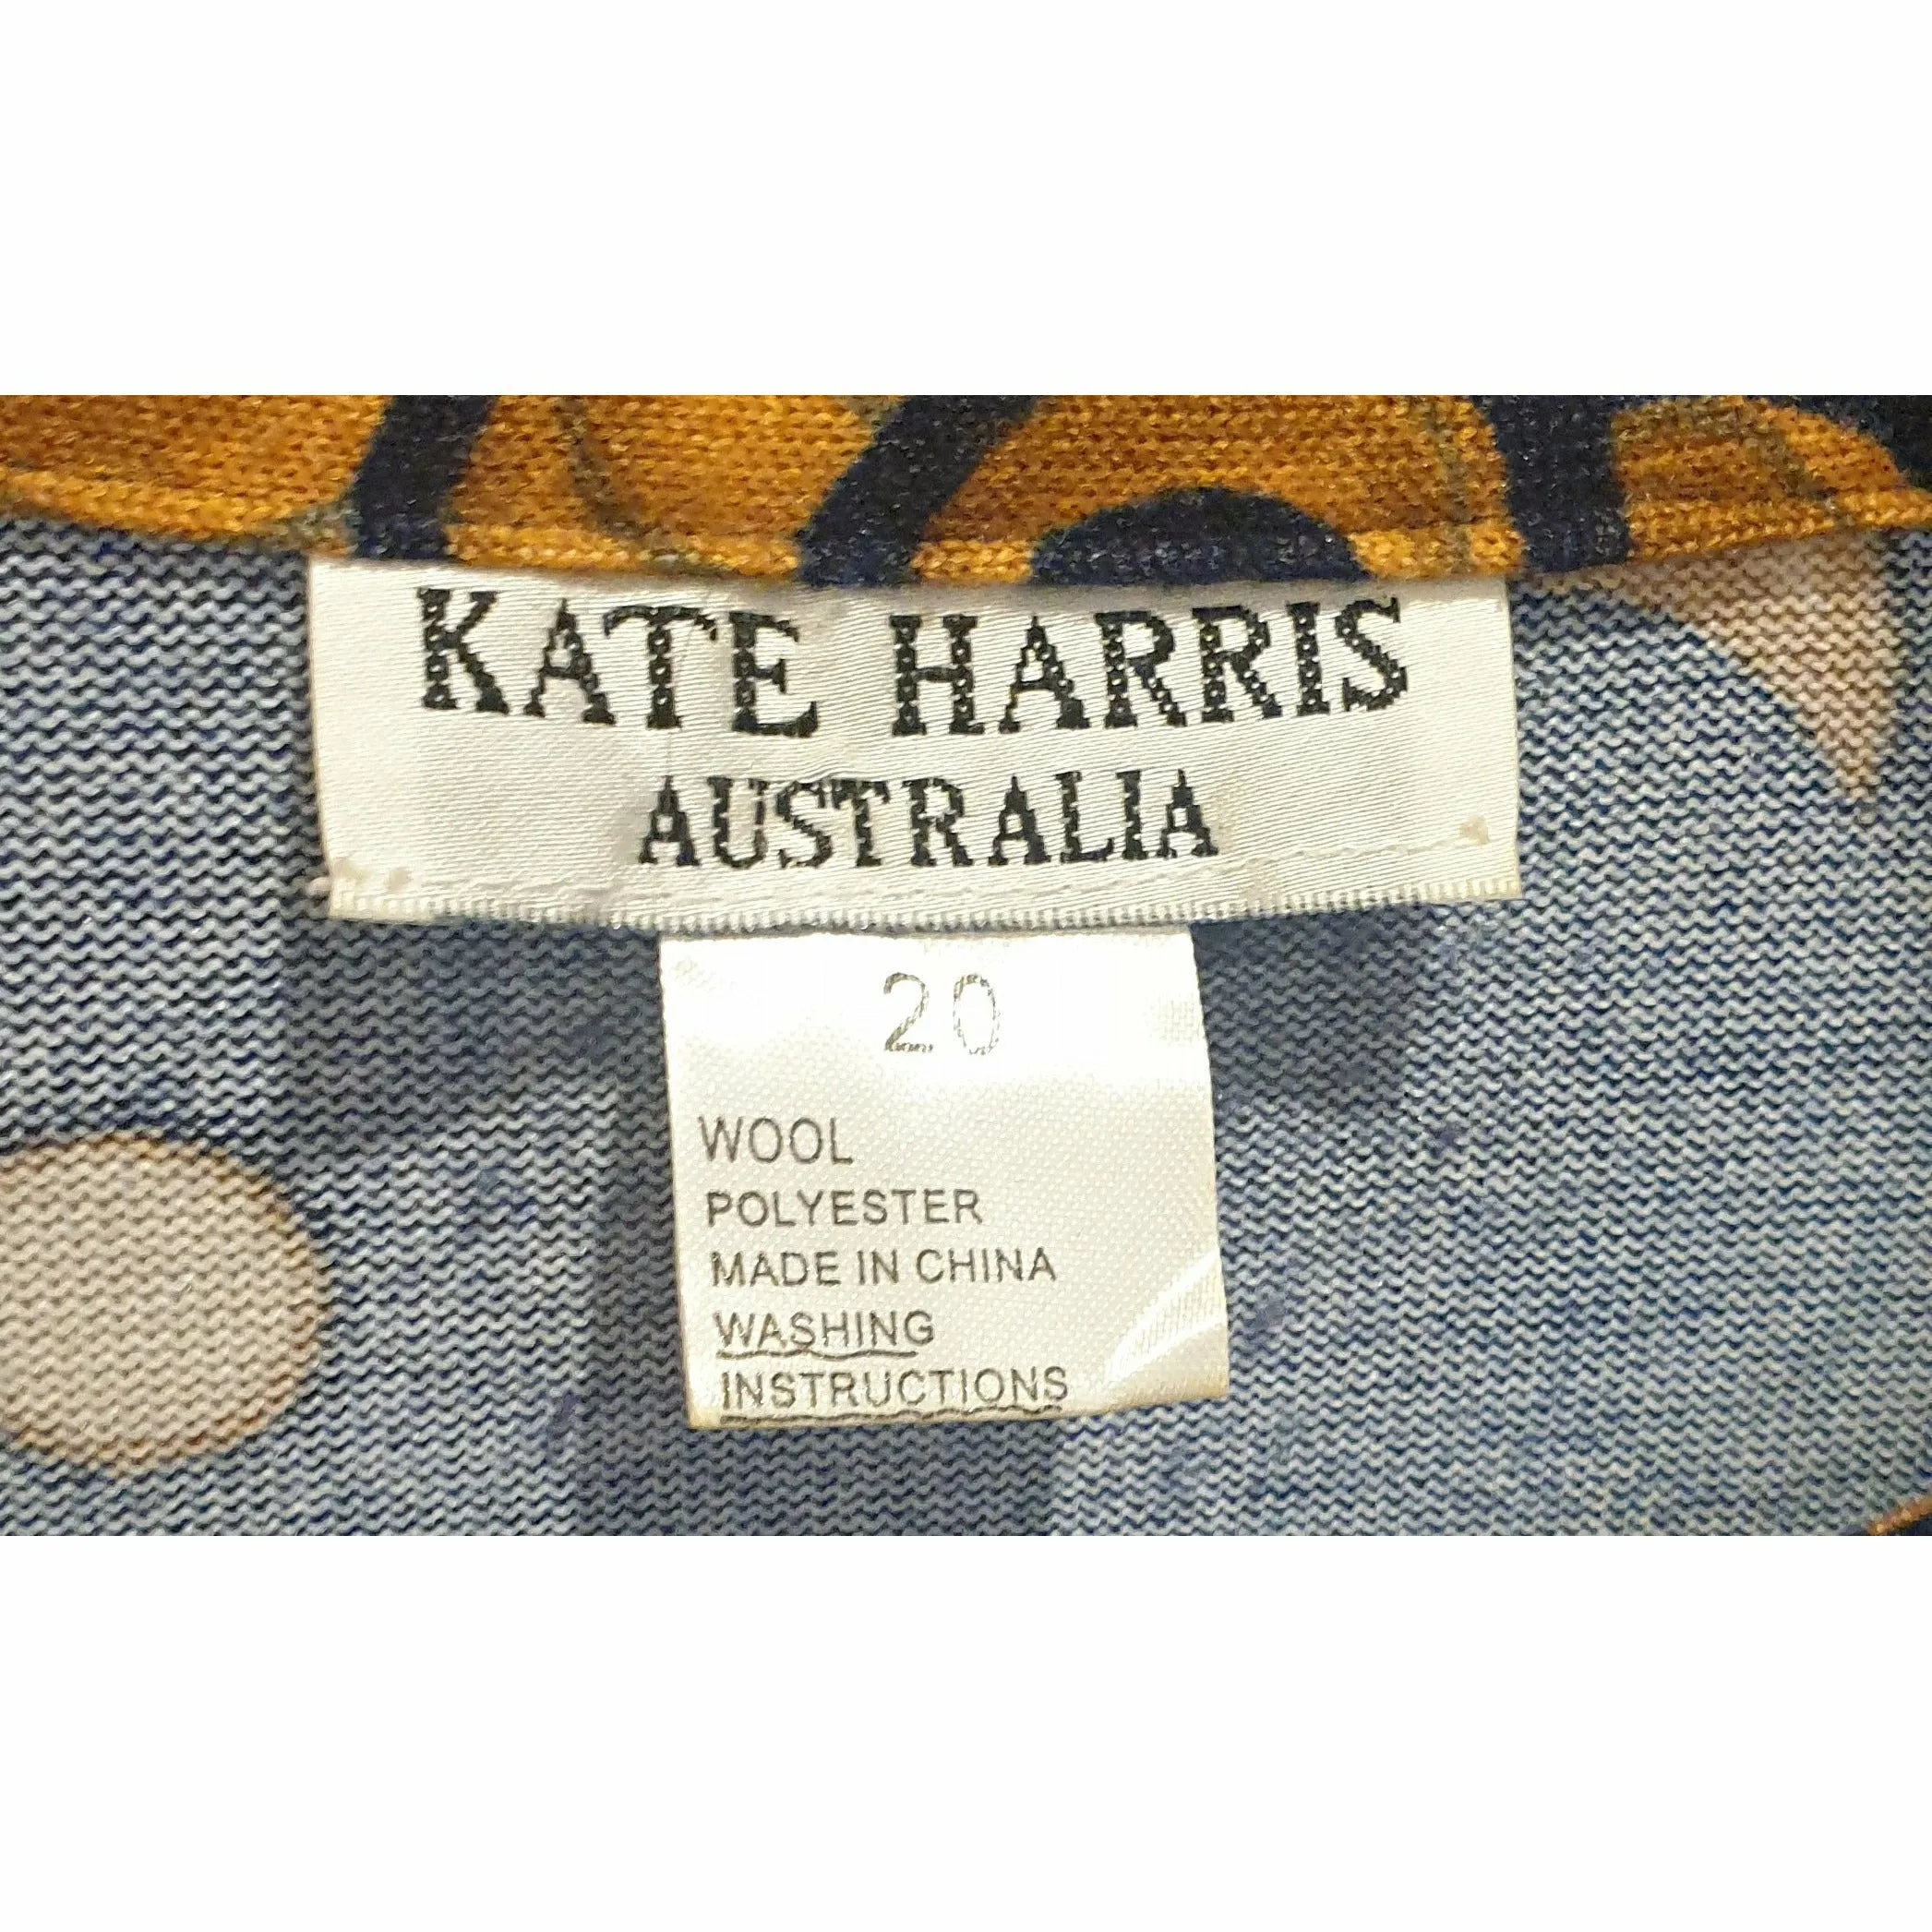 KATE HARRIS
AUSTRALIA
20
WOOL
POLYESTER
MADE IN CHINA
WASHING
INSTRUCTIONS